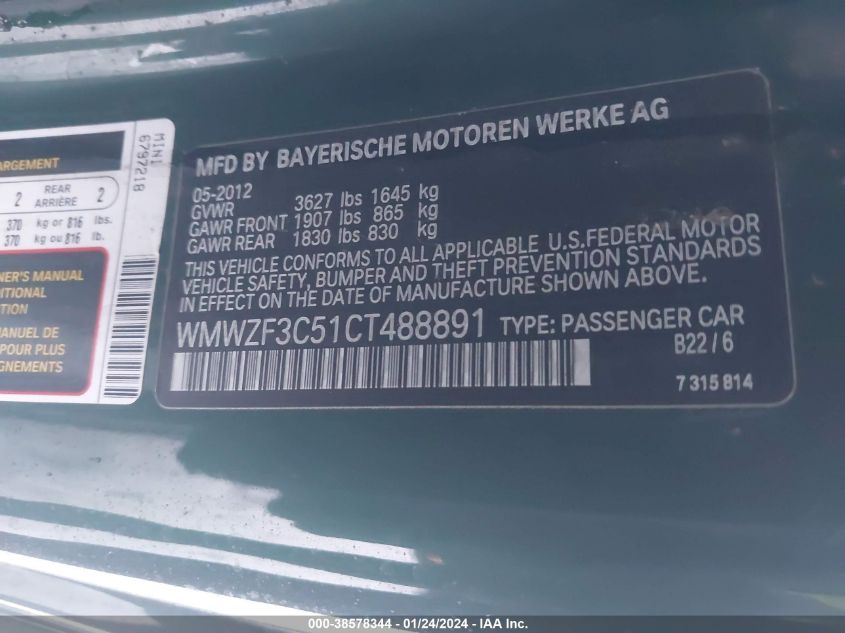 MINI
6797218
ARGEMENT
2 REAR ARRIÈRE 2
370 kg or 816 lbs.
370 kg ou 816 lb.
NER'S MANUAL
DITIONAL
TION
MANUEL DE
POUR PLUS
GNEMENTS
MFD BY BAYERISCHE MOTOREN WERKE AG
05-2012
GVWR 3627 lbs 1645 kg
GAWR FRONT 1907 lbs 865 kg
GAWR REAR 1830 lbs 830 kg
THIS VEHICLE CONFORMS TO ALL APPLICABLE U.S.FEDERAL MOTOR
VEHICLE SAFETY, BUMPER AND THEFT PREVENTION STANDARDS
IN EFFECT ON THE DATE OF MANUFACTURE SHOWN ABOVE.
WMWZF3C51CT488891 TYPE: PASSENGER CAR
B22/6
7 315 814
000-38578344 - 01/24/2024 - IAA Inc.